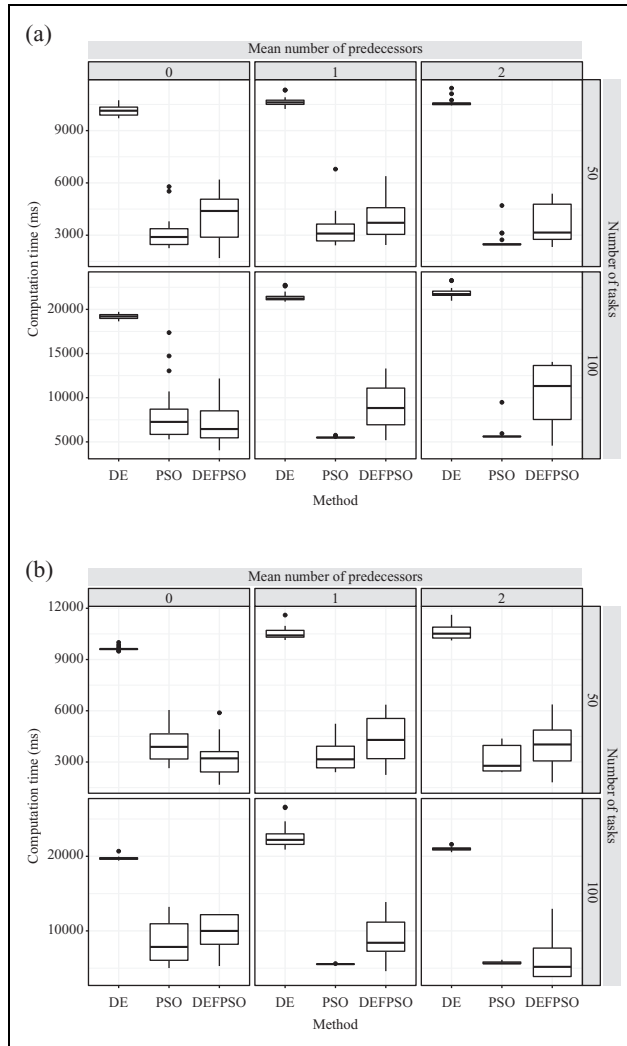 (a)
Mean number of predecessors
0 1 2
Computation time (ms)
9000
6000
3000
50
20000
15000
10000
5000
100
Number of tasks
DE PSO DEFPSO DE PSO DEFPSO DE PSO DEFPSO
Method
(b)
Mean number of predecessors
0 1 2
Computation time (ms)
12000
9000
6000
3000
50
20000
10000
100
Number of tasks
DE PSO DEFPSO DE PSO DEFPSO DE PSO DEFPSO
Method